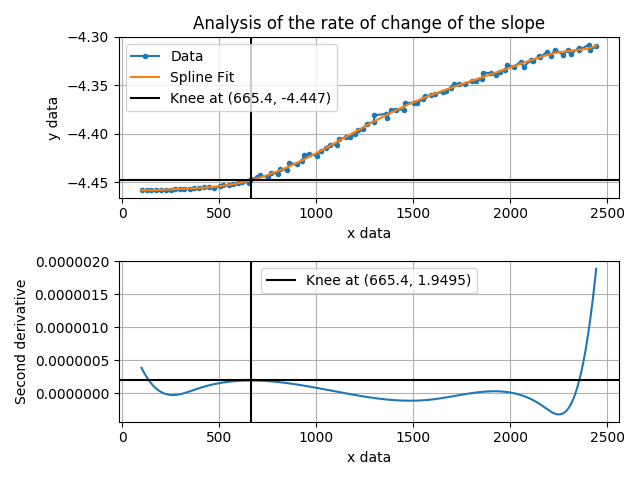 Analysis of the rate of change of the slope
−4.30
−4.35
−4.40
−4.45
y data
Data
Spline Fit
Knee at (665.4, -4.447)
0
500
1000
1500
2000
2500
x data
0.0000020
0.0000015
0.0000010
0.0000005
0.0000000
Second derivative
Knee at (665.4, 1.9495)
0
500
1000
1500
2000
2500
x data